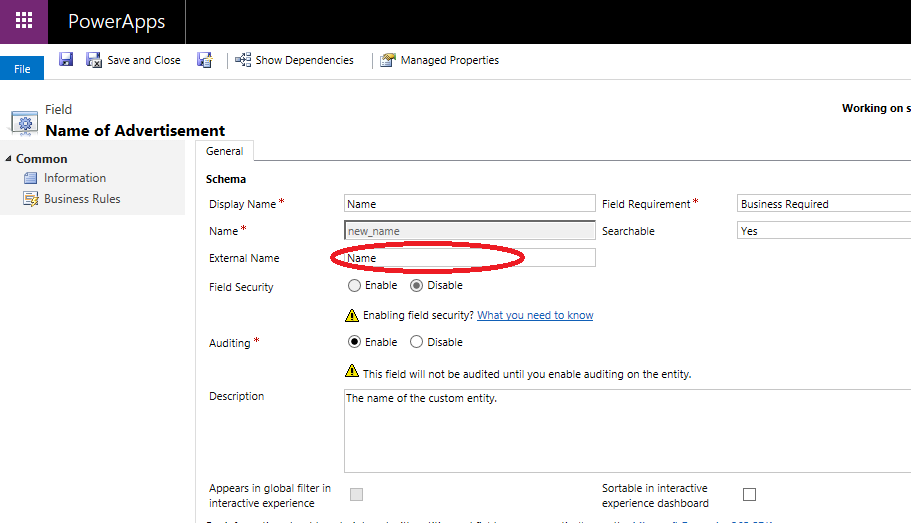 PowerApps
File
Save and Close
Show Dependencies
Managed Properties
Field
Name of Advertisement
Working on s
Common
Information
Business Rules
General
Schema
Display Name * Name Field Requirement * Business Required
Name * new_name Searchable Yes
External Name Name
Field Security Enable Disable
Enabling field security? What you need to know
Auditing * Enable Disable
This field will not be audited until you enable auditing on the entity.
Description The name of the custom entity.
Appears in global filter in
interactive experience
Sortable in interactive
experience dashboard